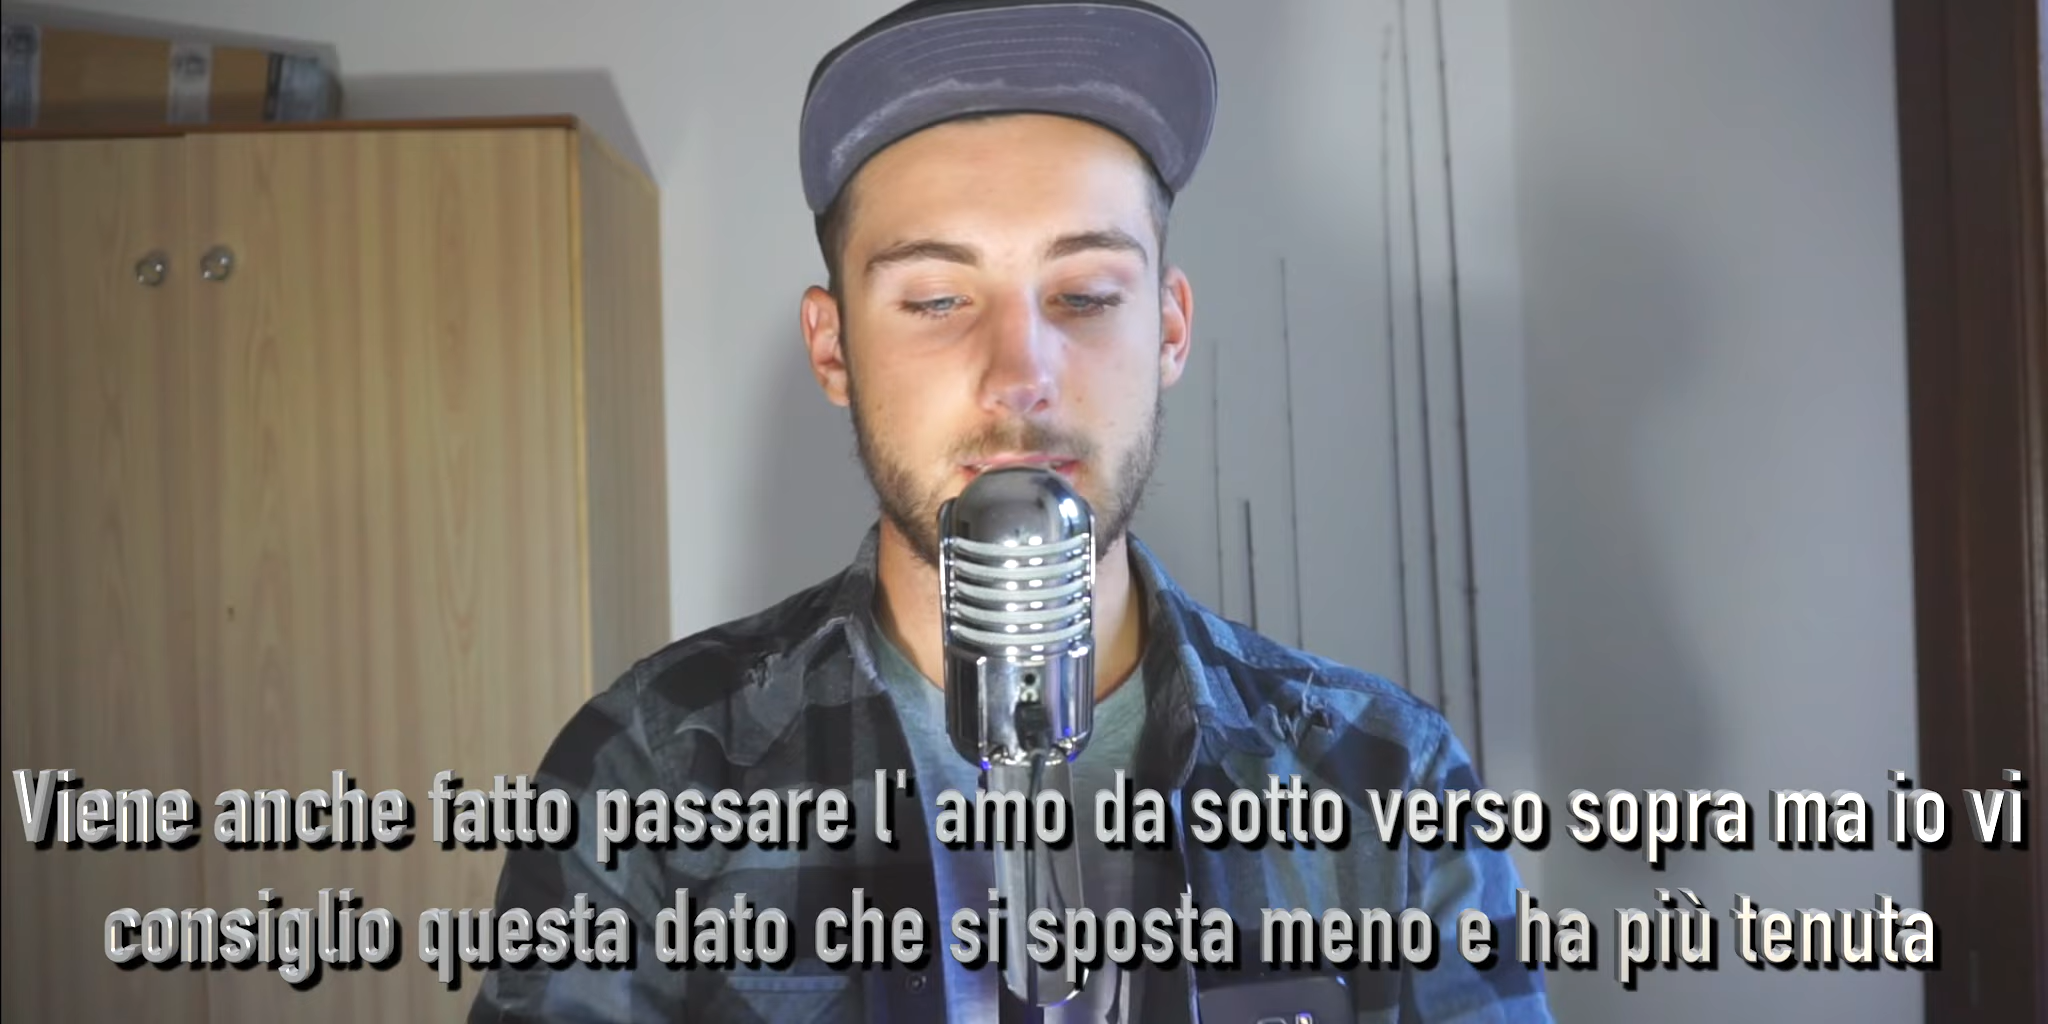 Viene anche fatto passare l' amo da sotto verso sopra ma io vi
consiglio questa dato che si sposta meno e ha più tenuta